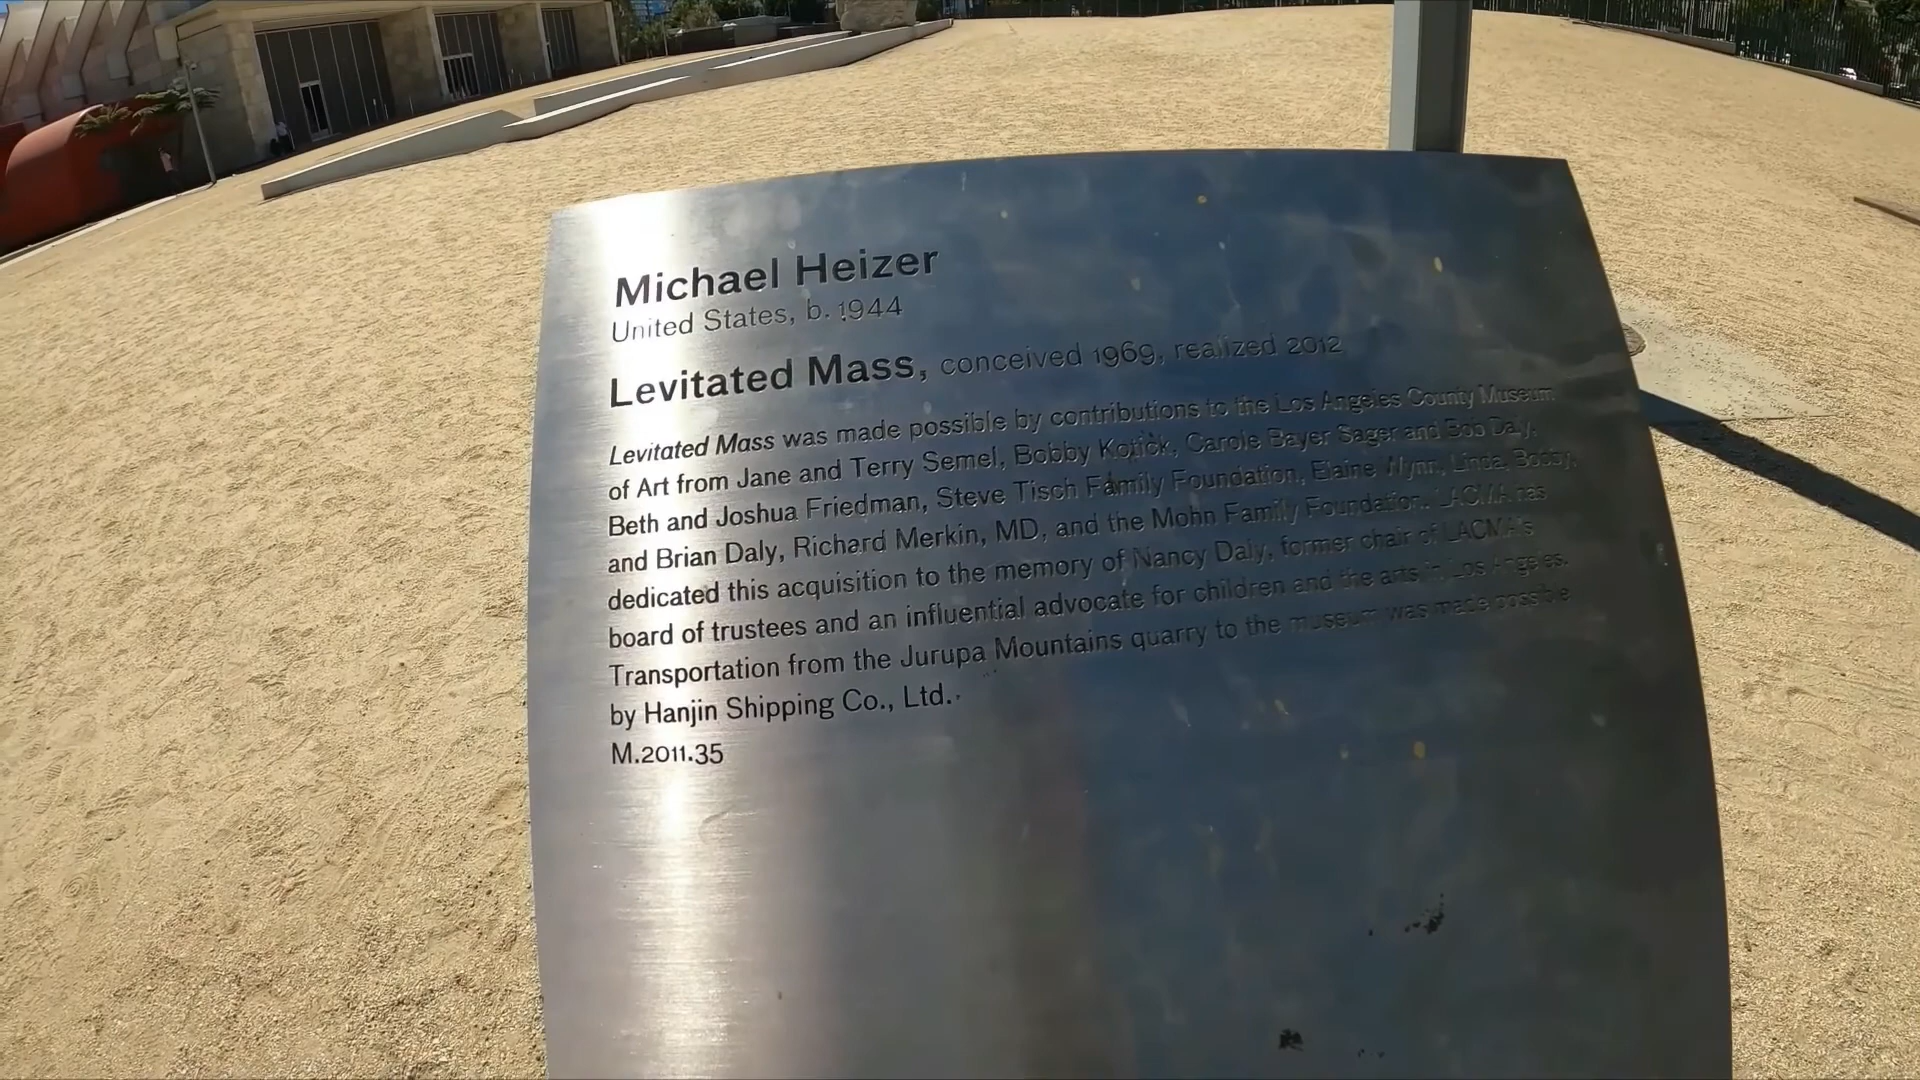 Michael Heizer
United States, b. 1944
Levitated Mass, conceived 1969, realized 2012
Levitated Mass was made possible by contributions to the Los Angeles County Museum
of Art from Jane and Terry Semel, Bobby Kotick, Carole Bayer Sager and Bob Daly,
Beth and Joshua Friedman, Steve Tisch Family Foundation, Elaine Wynn, Linda, Bobby,
and Brian Daly, Richard Merkin, MD, and the Mohn Family Foundation. LACMA has
dedicated this acquisition to the memory of Nancy Daly, former chair of LACMA's
board of trustees and an influential advocate for children and the arts in Los Angeles.
Transportation from the Jurupa Mountains quarry to the museum was made possible
by Hanjin Shipping Co., Ltd.
M.2011.35